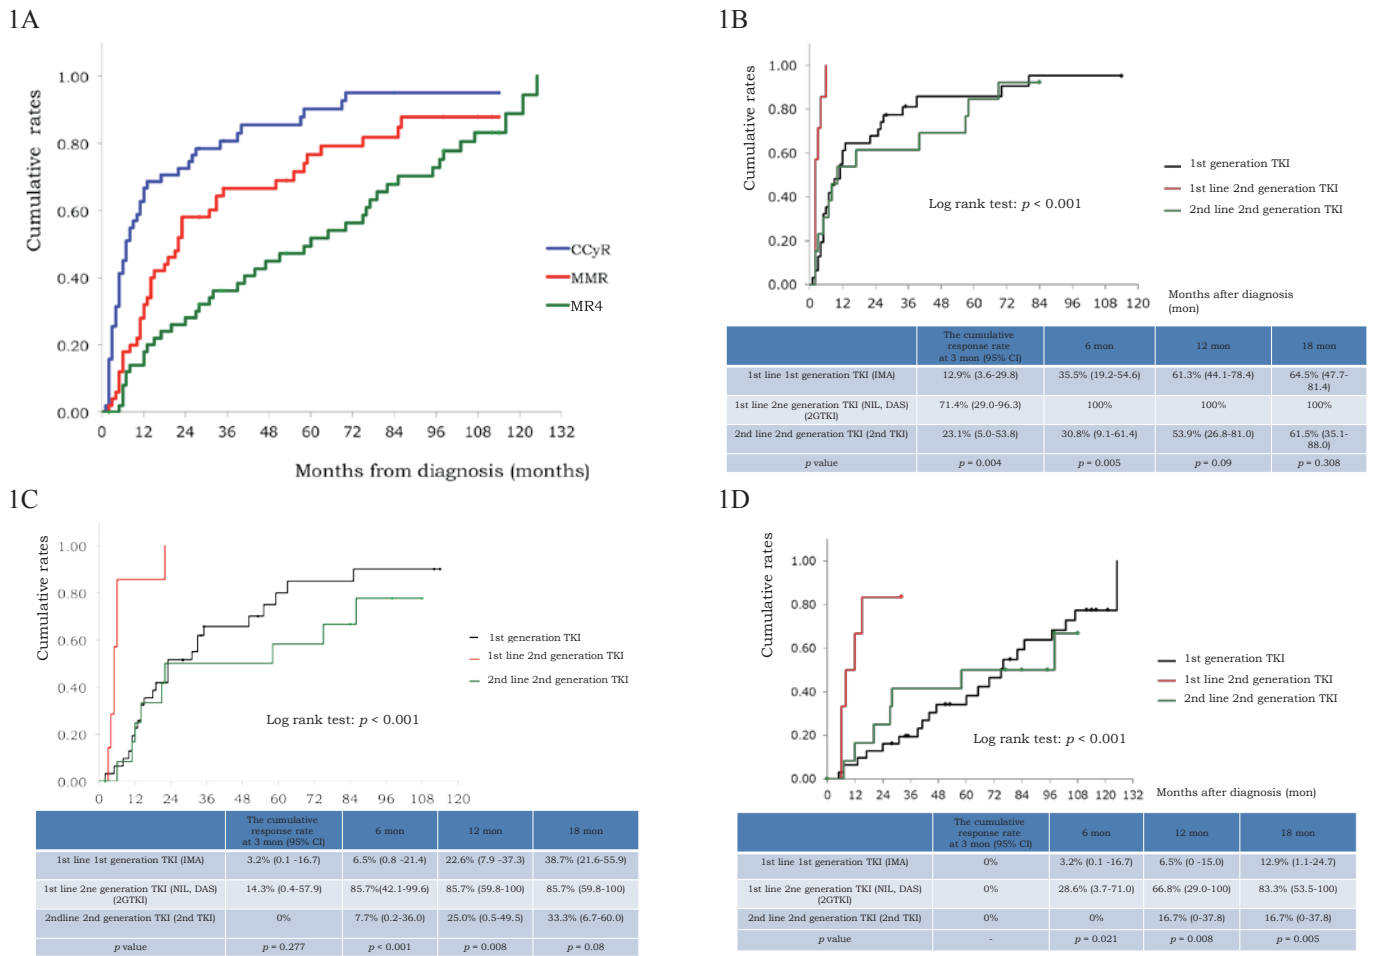 1A
Cumulative rates
1.00
0.80
0.60
0.40
0.20
0.00
0 12 24 36 48 60 72 84 96 108 120 132
Months from diagnosis (months)
CCyR
MMR
MR4
1B
Cumulative rates
1.00
0.80
0.60
0.40
0.20
0.00
0 12 24 36 48 60 72 84 96 108 120
Months after diagnosis
(mon)
1st generation TKI
1st line 2nd generation TKI
2nd line 2nd generation TKI
Log rank test: p < 0.001
The cumulative
response rate
at 3 mon (95% CI) 6 mon 12 mon 18 mon
1st line 1st generation TKI (IMA) 12.9% (3.6-29.8) 35.5% (19.2-54.6) 61.3% (44.1-78.4) 64.5% (47.7-
81.4)
1st line 2ne generation TKI (NIL, DAS)
(2GTKI) 71.4% (29.0-96.3) 100% 100% 100%
2nd line 2nd generation TKI (2nd TKI) 23.1% (5.0-53.8) 30.8% (9.1-61.4) 53.9% (26.8-81.0) 61.5% (35.1-
88.0)
p value p = 0.004 p = 0.005 p = 0.09 p = 0.308
1C
Cumulative rates
1.00
0.80
0.60
0.40
0.20
0.00
0 12 24 36 48 60 72 84 96 108 120
1st generation TKI
1st line 2nd generation TKI
2nd line 2nd generation TKI
Log rank test: p < 0.001
The cumulative
response rate
at 3 mon (95% CI) 6 mon 12 mon 18 mon
1st line 1st generation TKI (IMA) 3.2% (0.1 -16.7) 6.5% (0.8 -21.4) 22.6% (7.9 -37.3) 38.7% (21.6-55.9)
1st line 2ne generation TKI (NIL, DAS)
(2GTKI) 14.3% (0.4-57.9) 85.7%(42.1-99.6) 85.7% (59.8-100) 85.7% (59.8-100)
2ndline 2nd generation TKI (2nd TKI) 0% 7.7% (0.2-36.0) 25.0% (0.5-49.5) 33.3% (6.7-60.0)
p value p = 0.277 p < 0.001 p = 0.008 p = 0.08
1D
Cumulative rates
1.00
0.80
0.60
0.40
0.20
0.00
0 12 24 36 48 60 72 84 96 108 120 132
Months after diagnosis (mon)
1st generation TKI
1st line 2nd generation TKI
2nd line 2nd generation TKI
Log rank test: p < 0.001
The cumulative
response rate
at 3 mon (95% CI) 6 mon 12 mon 18 mon
1st line 1st generation TKI (IMA) 0% 3.2% (0.1 -16.7) 6.5% (0 -15.0) 12.9% (1.1-24.7)
1st line 2ne generation TKI (NIL, DAS)
(2GTKI) 0% 28.6% (3.7-71.0) 66.8% (29.0-100) 83.3% (53.5-100)
2nd line 2nd generation TKI (2nd TKI) 0% 0% 16.7% (0-37.8) 16.7% (0-37.8)
p value - p = 0.021 p = 0.008 p = 0.005